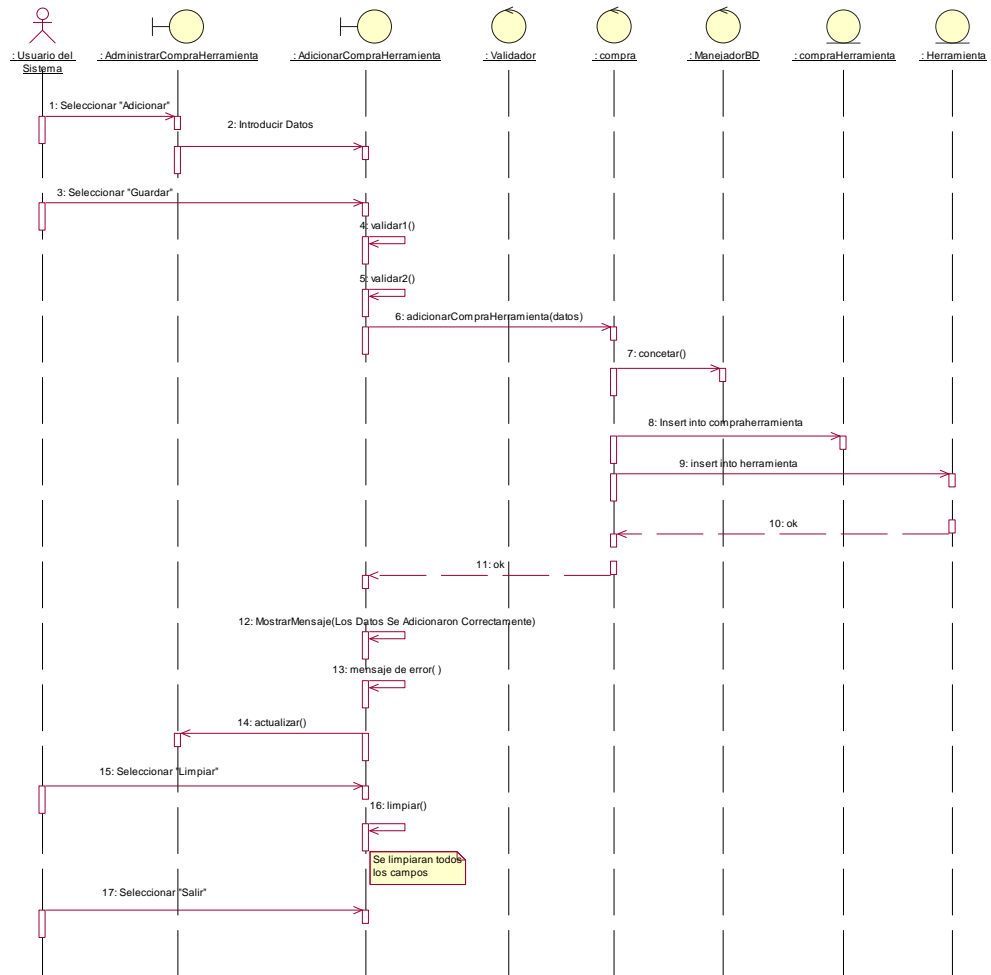 : Usuario del
Sistema
: AdministrarCompraHerramienta
: AdicionarCompraHerramienta
: Validador
: compra
: ManejadorBD
: compraHerramienta
: Herramienta
1: Seleccionar "Adicionar"
2: Introducir Datos
3: Seleccionar "Guardar"
4: validar1()
5: validar2()
6: adicionarCompraHerramienta(datos)
7: concetar()
8: Insert into compraherramienta
9: insert into herramienta
10: ok
11: ok
12: MostrarMensaje(Los Datos Se Adicionaron Correctamente)
13: mensaje de error( )
14: actualizar()
15: Seleccionar "Limpiar"
16: limpiar()
Se limpiaran todos
los campos
17: Seleccionar "Salir"